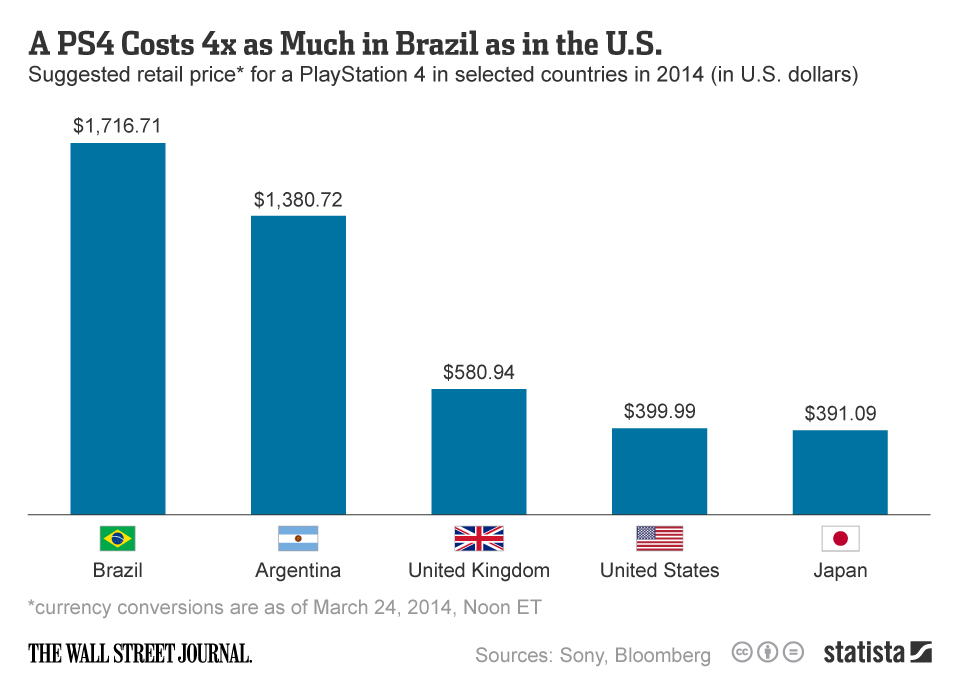 A PS4 Costs 4x as Much in Brazil as in the U.S.
Suggested retail price* for a PlayStation 4 in selected countries in 2014 (in U.S. dollars)
$1,716.71
$1,380.72
$580.94
$399.99
$391.09
Brazil
Argentina
United Kingdom
United States
Japan
*currency conversions are as of March 24, 2014, Noon ET
THE WALL STREET JOURNAL.
Sources: Sony, Bloomberg
cc
statista